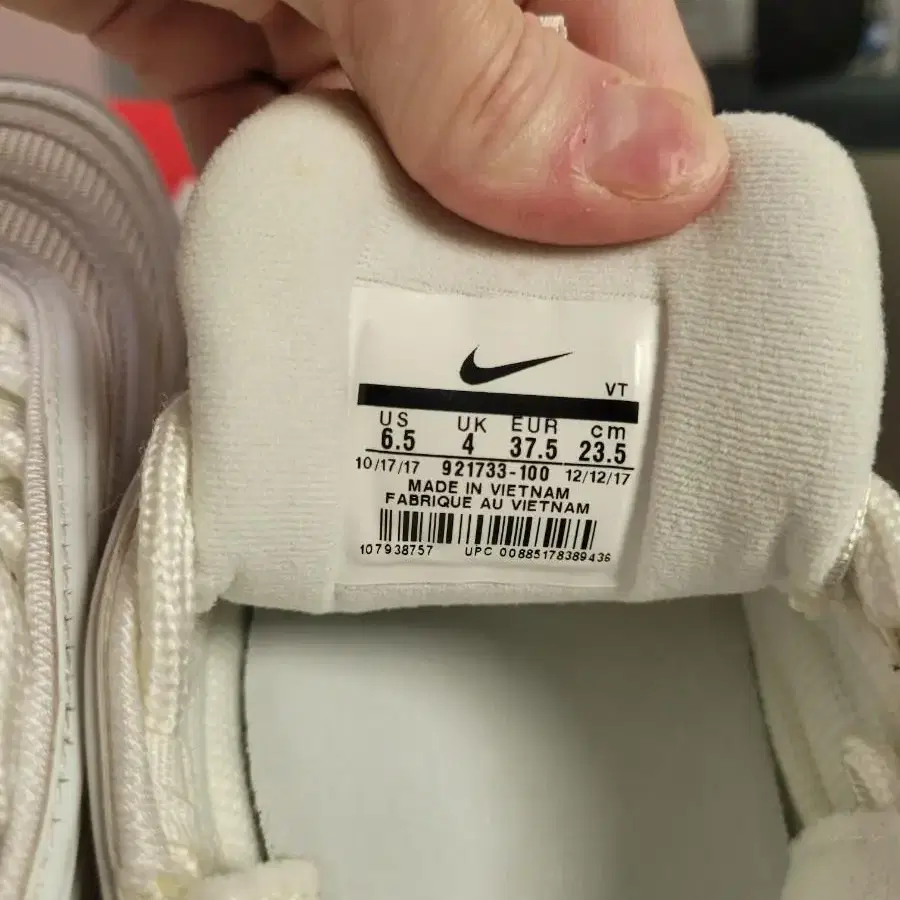 VT
US UK EUR cm
6.5 4 37.5 23.5
10/17/17 921733-100 12/12/17
MADE IN VIETNAM
FABRIQUE AU VIETNAM
107938757 UPC 00885178389436